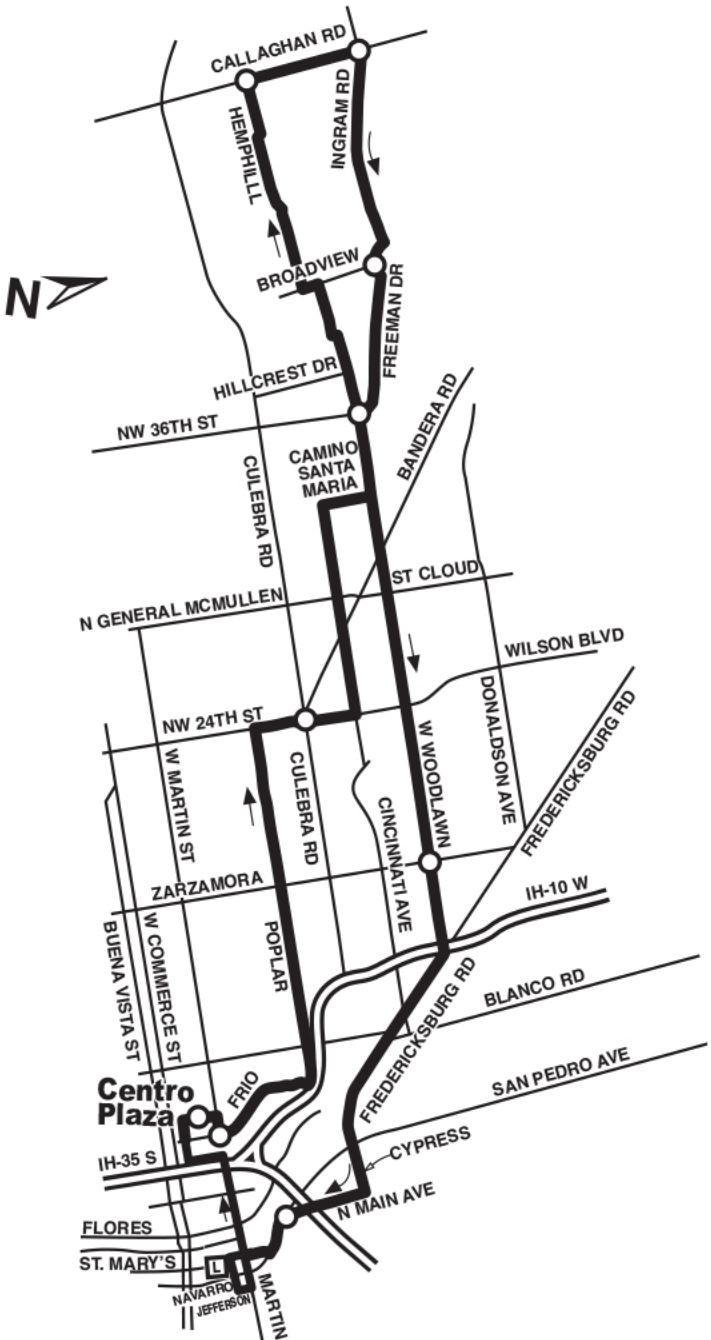 CALLAGHAN RD
HEMPHILLL
INGRAM RD
N
BROADVIEW
FREEMAN DR
HILLCREST DR
BANDERA RD
NW 36TH ST
CAMINO
SANTA
MARIA
CULEBRA RD
ST CLOUD
N GENERAL MCMULLEN
WILSON BLVD
NW 24TH ST
DONALDSON AVE
FREDERICKSBURG RD
W MARTIN ST
CULEBRA RD
W WOODLAWN
CINCINNATI AVE
ZARZAMORA
IH-10 W
BUENA VISTA ST
W COMMERCE ST
POPLAR
FREDERICKSBURG RD
BLANCO RD
SAN PEDRO AVE
Centro
Plaza
FRIO
CYPRESS
IH-35 S
N MAIN AVE
FLORES
ST. MARY'S
L
NAVARRO
JEFFERSON
MARTIN